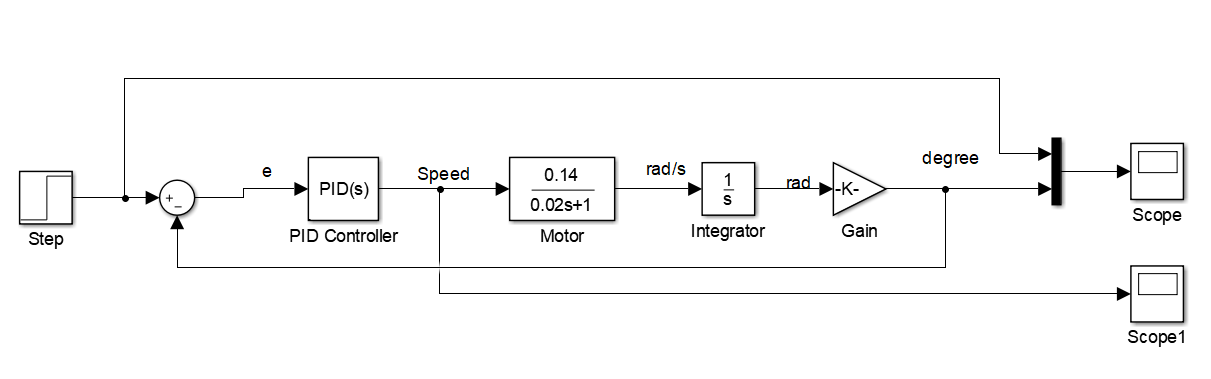 degree
e
Speed
rad/s
rad
+
−
PID(s)
0.14
0.02s+1
1
s
-K-
Step
PID Controller
Motor
Integrator
Gain
Scope
Scope1